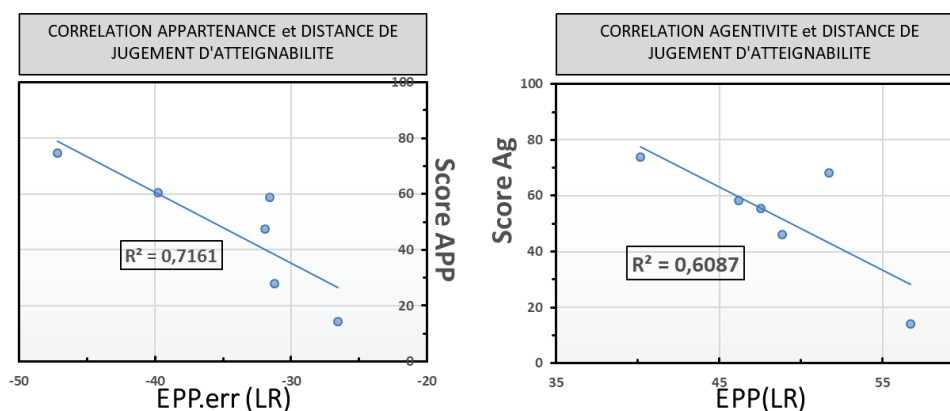 CORRELATION APPARTENANCE et DISTANCE DE
JUGEMENT D'ATTEIGNABILITE
100
80
60
40
20
0
Score APP
R² = 0,7161
-50
-40
-30
-20
EPP.err (LR)
CORRELATION AGENTIVITE et DISTANCE DE
JUGEMENT D'ATTEIGNABILITE
100
80
60
40
20
0
Score Ag
R² = 0,6087
35
45
55
EPP(LR)